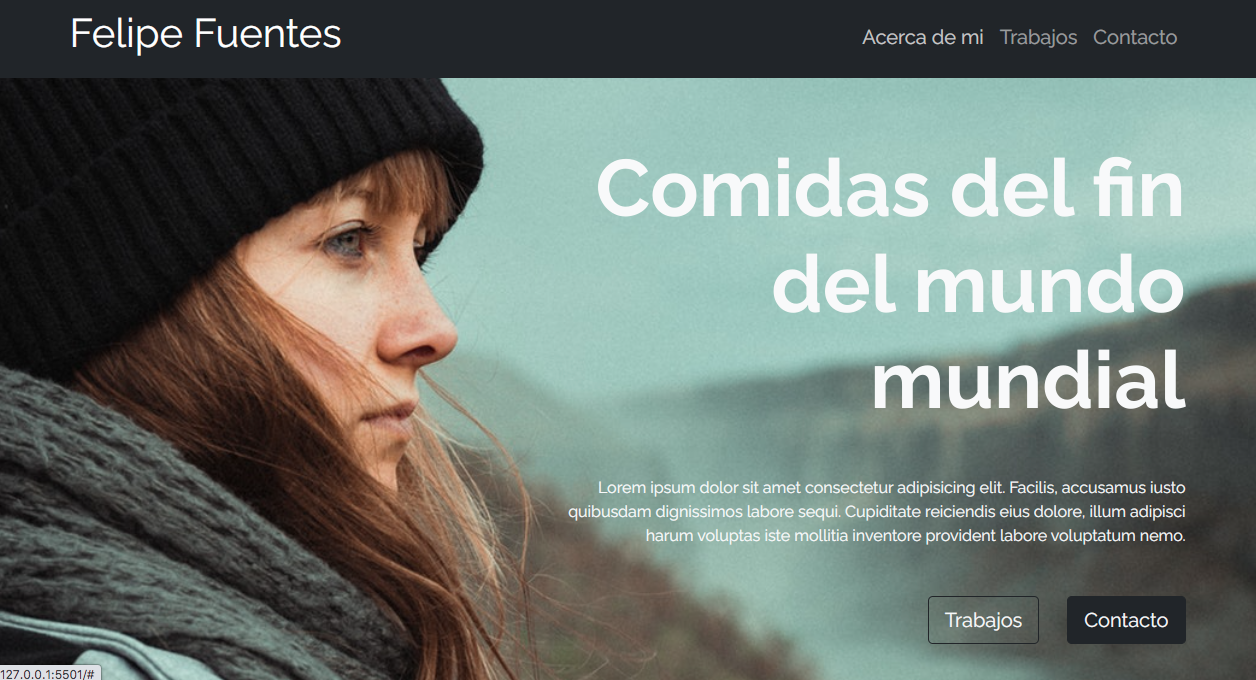 Felipe Fuentes
Acerca de mi Trabajos Contacto
Comidas del fin
del mundo
mundial
Lorem ipsum dolor sit amet consectetur adipisicing elit. Facilis, accusamus iusto
quibusdam dignissimos labore sequi. Cupiditate reiciendis eius dolore, illum adipisci
harum voluptas iste mollitia inventore provident labore voluptatum nemo.
Trabajos Contacto
127.0.0.1:5501/#